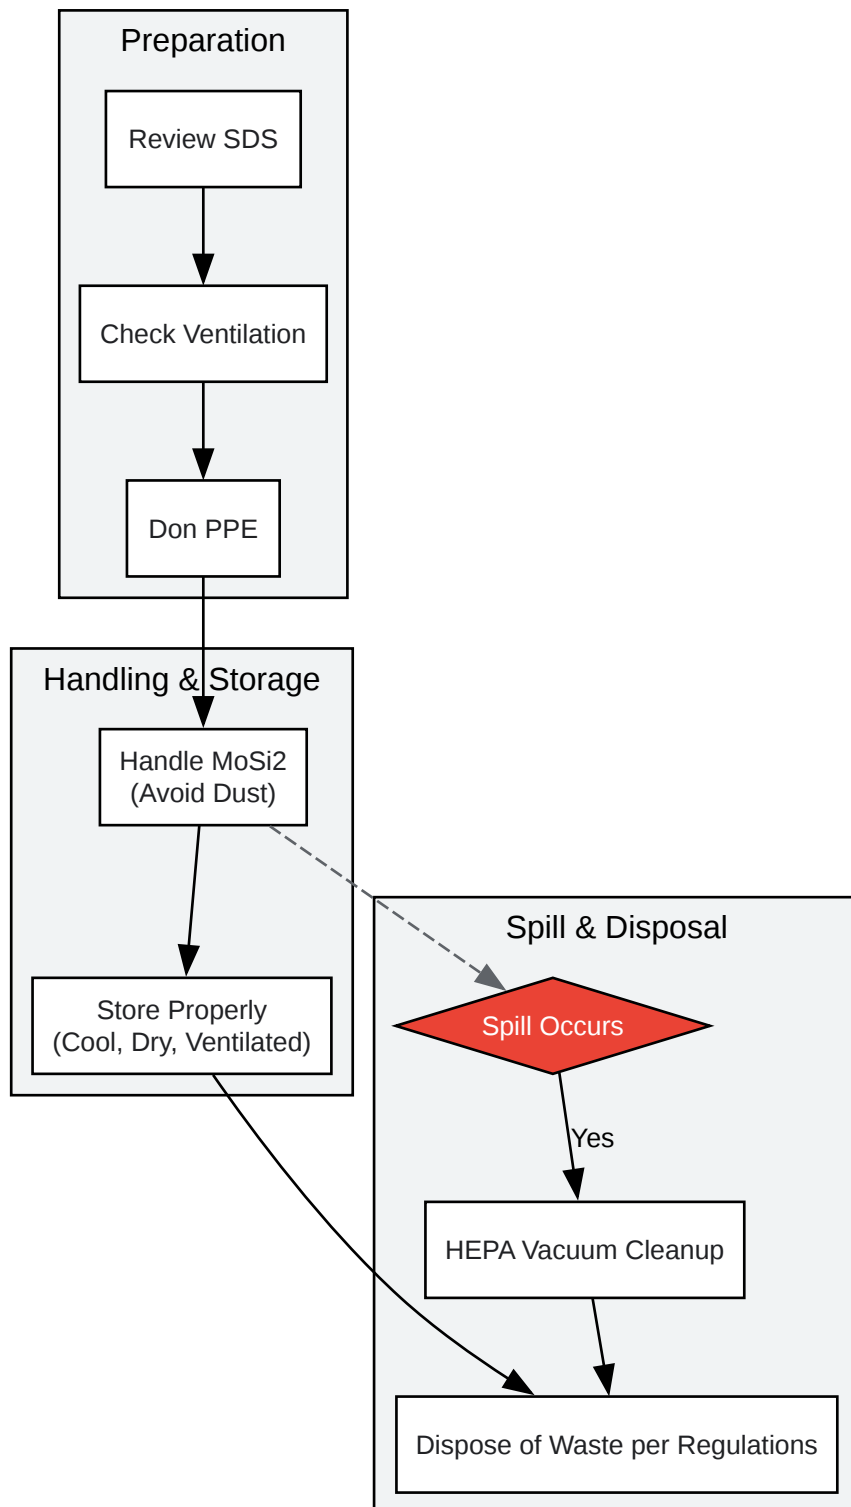 Preparation
Review SDS
Check Ventilation
Don PPE
Handling & Storage
Handle MoSi2
(Avoid Dust)
Store Properly
(Cool, Dry, Ventilated)
Spill & Disposal
Spill Occurs
Yes
HEPA Vacuum Cleanup
Dispose of Waste per Regulations